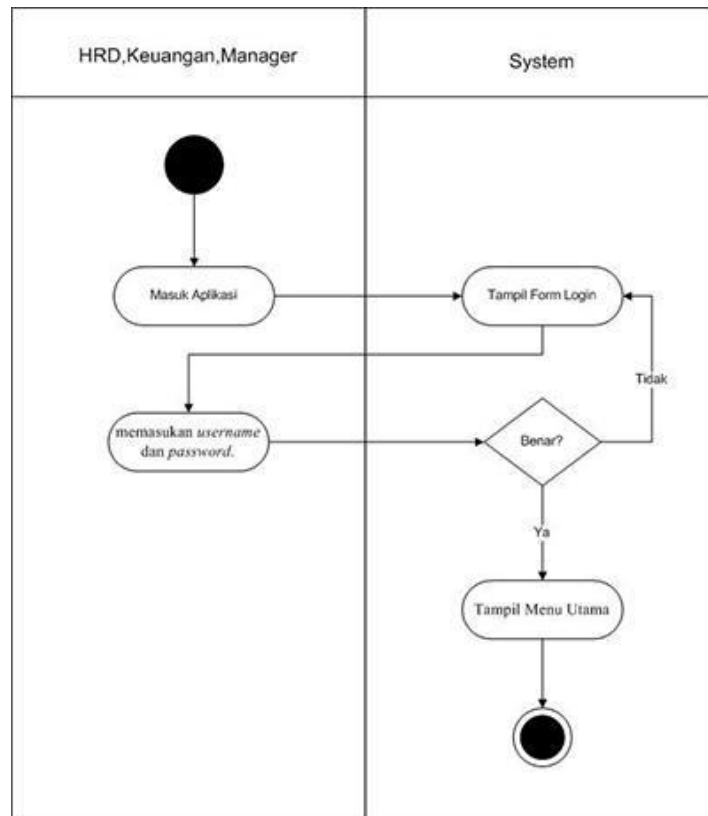 HRD,Keuangan,Manager
System
Masuk Aplikasi
Tampil Form Login
Tidak
memasukan username
dan password.
Benar?
Ya
Tampil Menu Utama